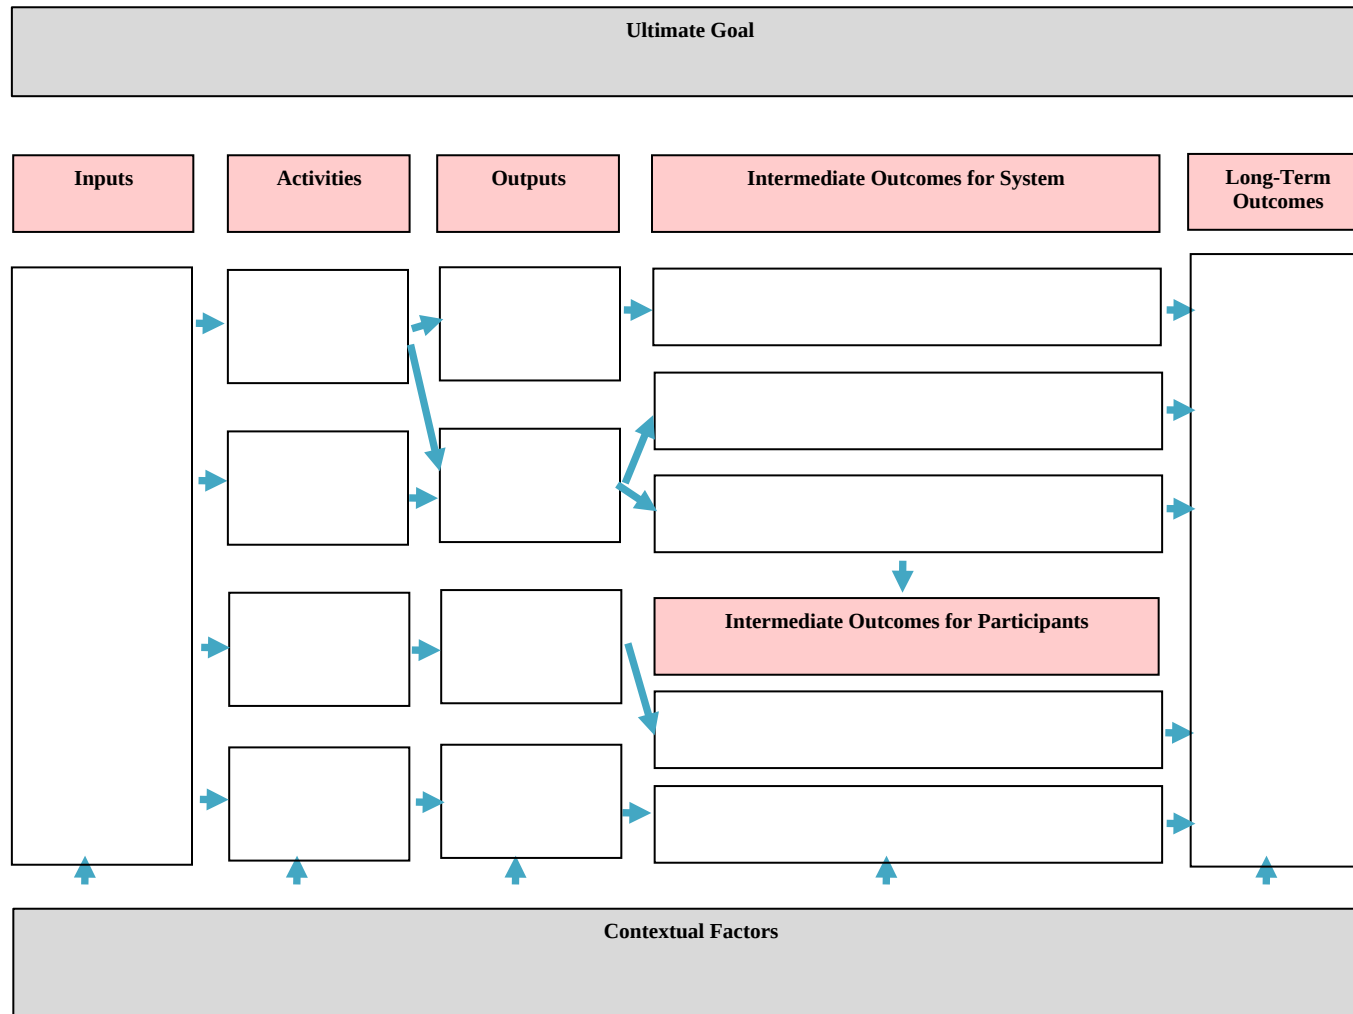 Ultimate Goal
Inputs
Activities
Outputs
Intermediate Outcomes for System
Long-Term
Outcomes
Intermediate Outcomes for Participants
Contextual Factors